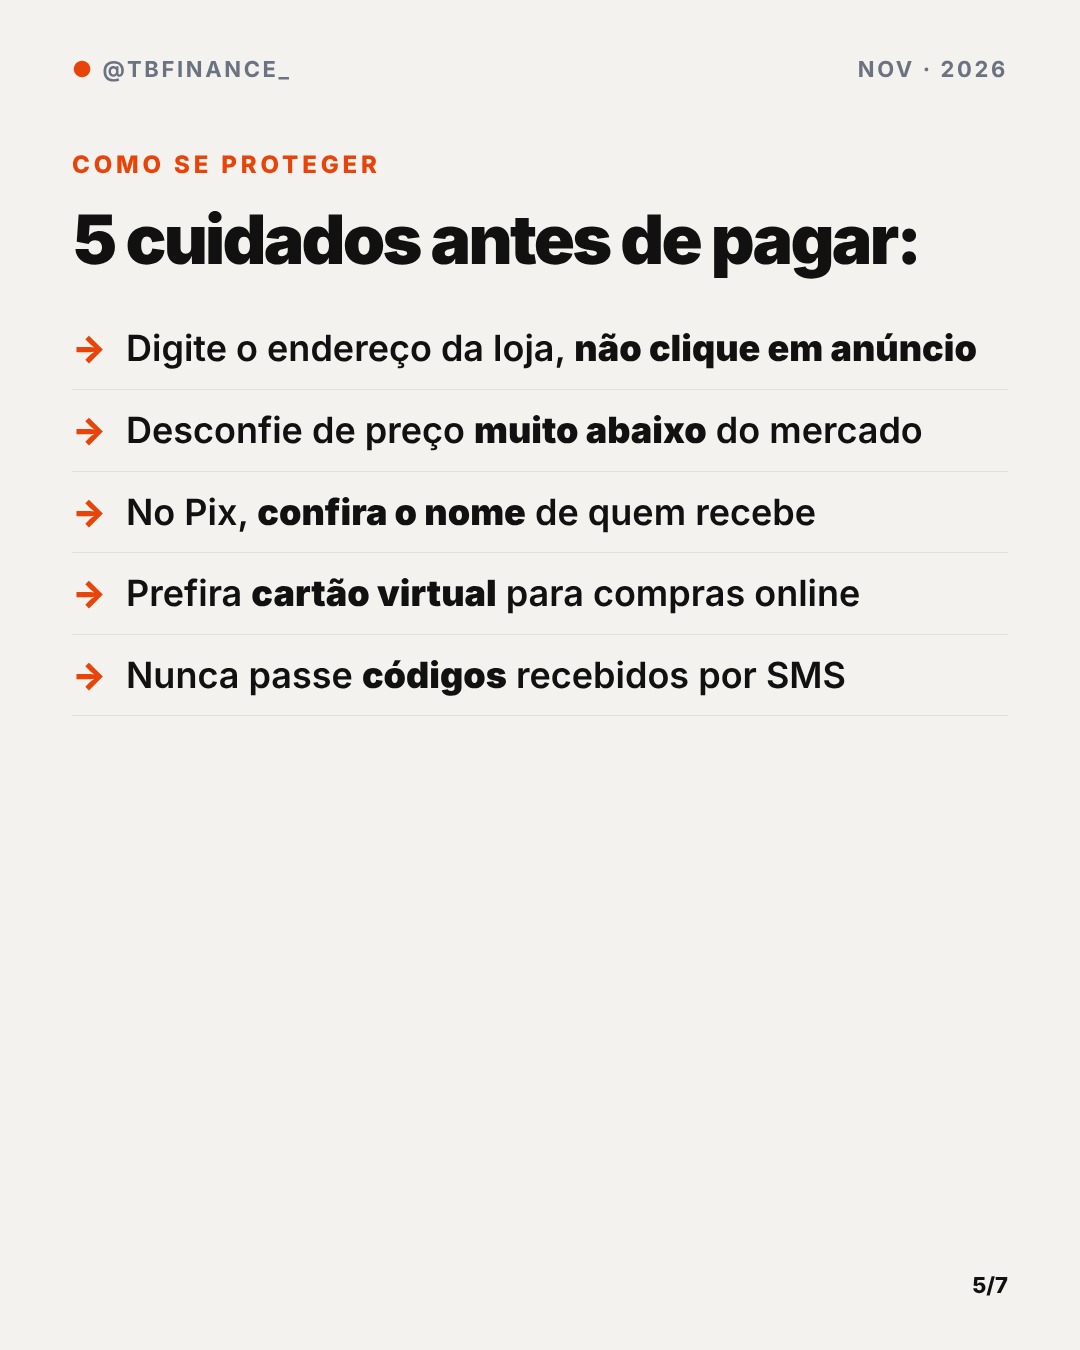 @TBFINANCE_
NOV · 2026
COMO SE PROTEGER
5 cuidados antes de pagar:
→ Digite o endereço da loja, não clique em anúncio
→ Desconfie de preço muito abaixo do mercado
→ No Pix, confira o nome de quem recebe
→ Prefira cartão virtual para compras online
→ Nunca passe códigos recebidos por SMS
5/7